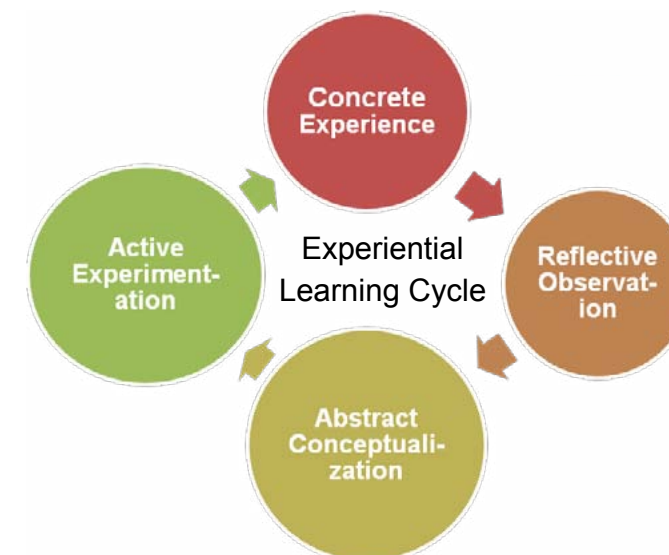 Concrete
Experience
Reflective
Observat-
ion
Abstract
Conceptuali-
zation
Active
Experiment-
ation
Experiential
Learning Cycle